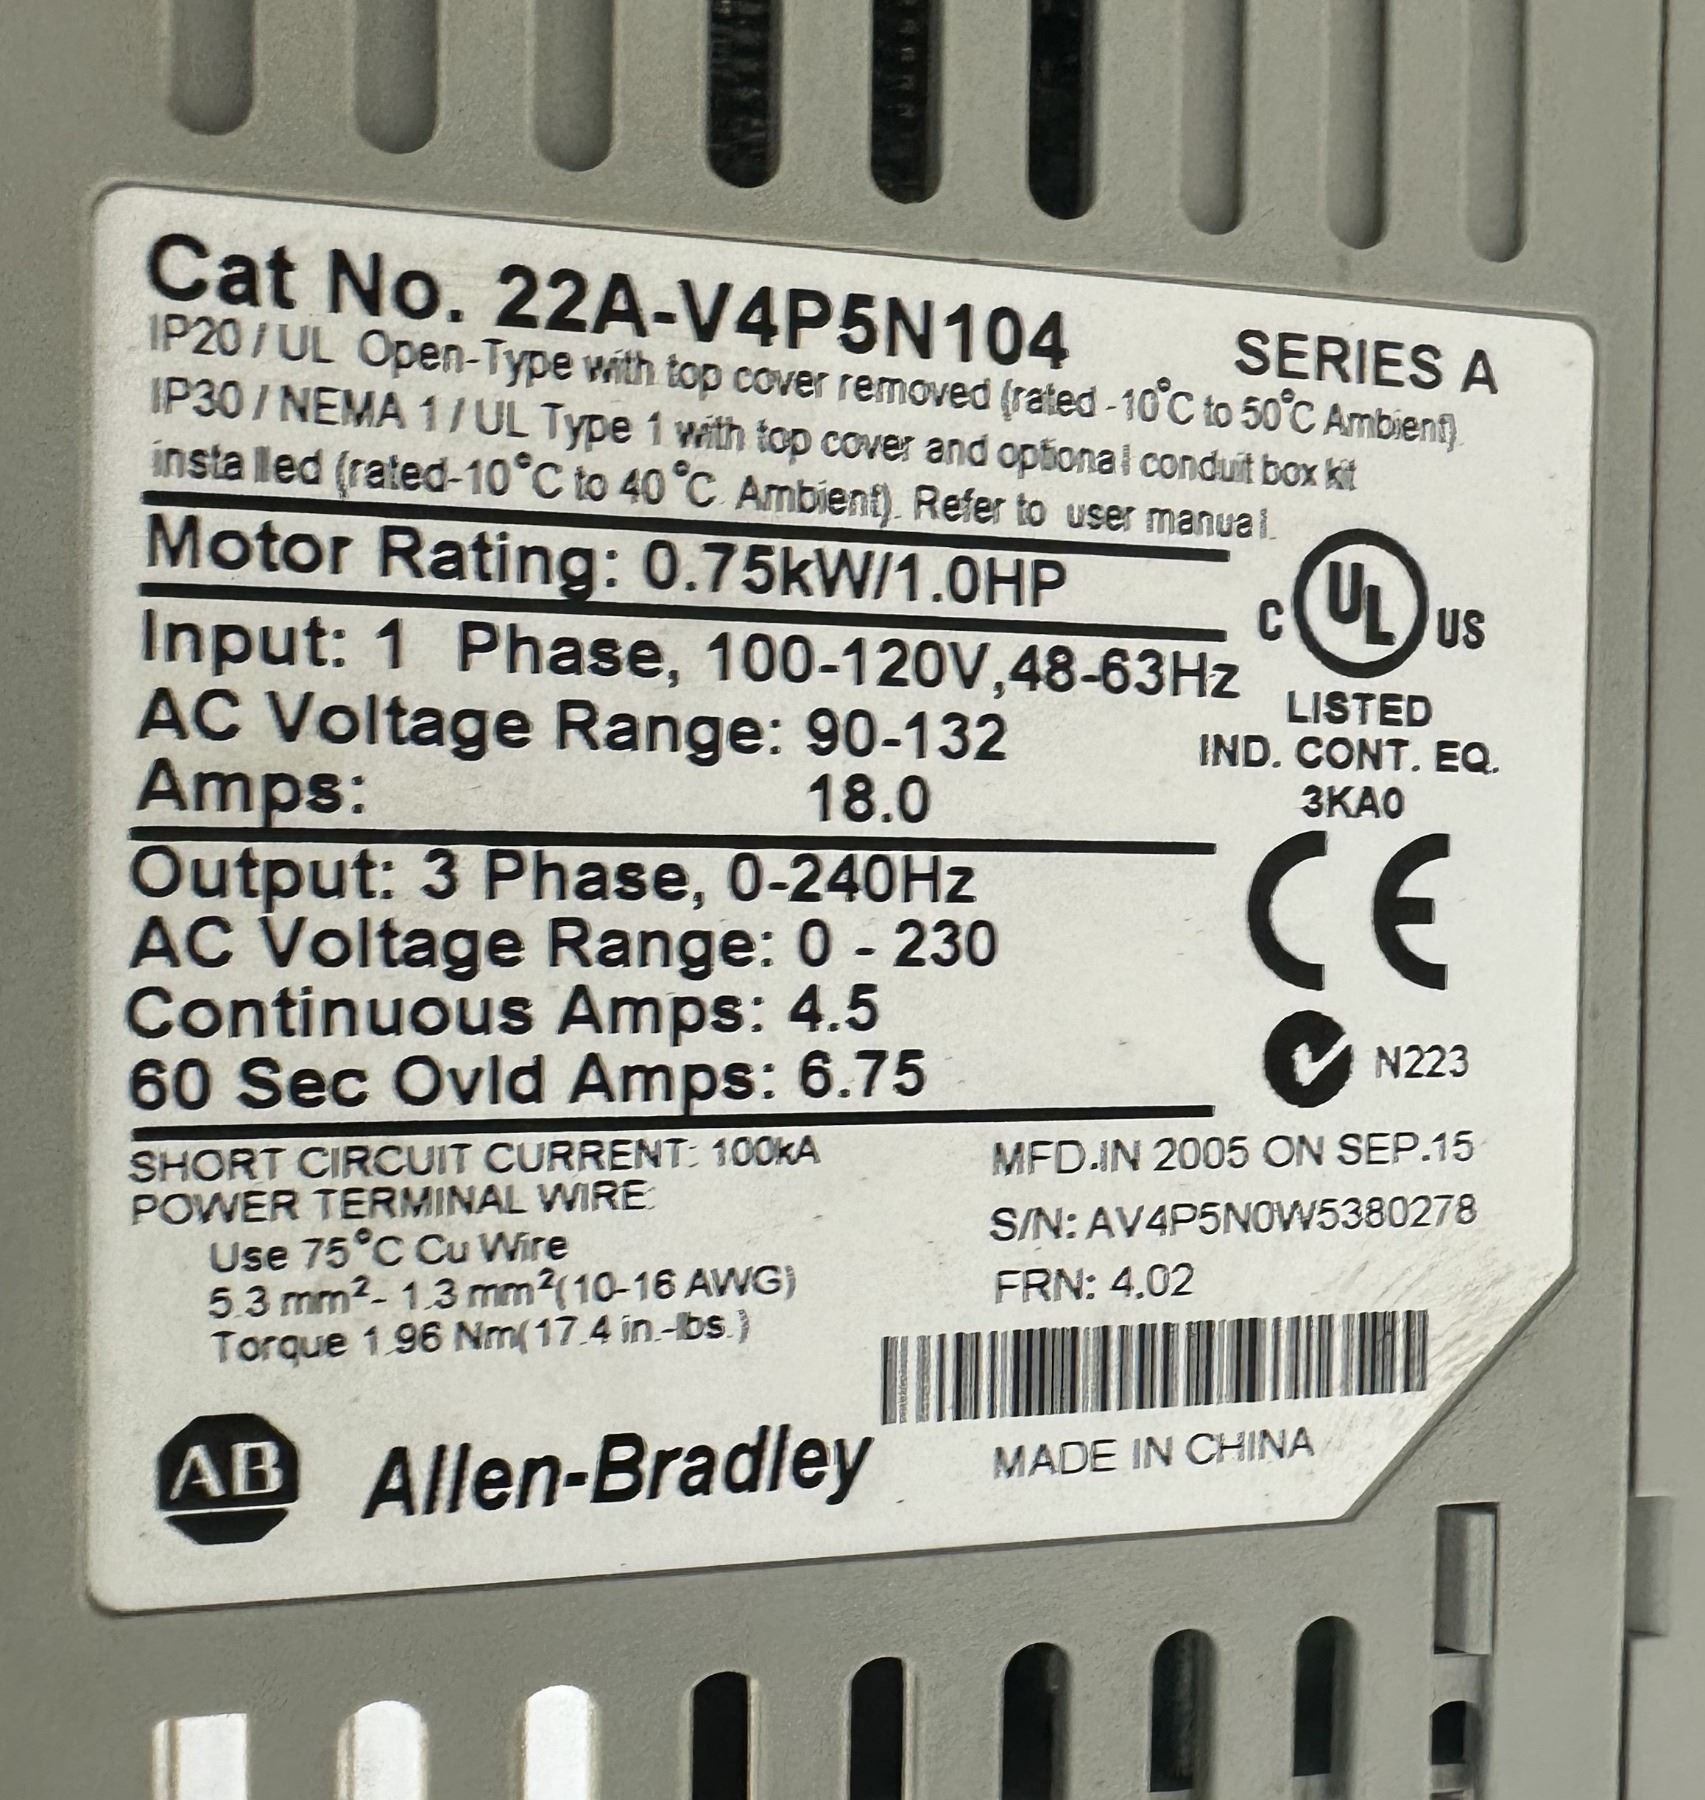 Cat No. 22A-V4P5N104 SERIES A
IP20 / UL Open-Type with top cover removed (rated -10°C to 50°C Ambient)
IP30 / NEMA 1 / UL Type 1 with top cover and optional conduit box kit
installed (rated-10°C to 40°C Ambient). Refer to user manual.
Motor Rating: 0.75kW/1.0HP
Input: 1 Phase, 100-120V,48-63Hz
AC Voltage Range: 90-132
Amps: 18.0
Output: 3 Phase, 0-240Hz
AC Voltage Range: 0 - 230
Continuous Amps: 4.5
60 Sec Ovld Amps: 6.75
C UL US
LISTED
IND. CONT. EQ.
3KA0
CE
N223
SHORT CIRCUIT CURRENT: 100kA
POWER TERMINAL WIRE:
Use 75°C Cu Wire
5.3 mm²- 1.3 mm²(10-16 AWG)
Torque 1.96 Nm(17.4 in.-lbs.)
MFD.IN 2005 ON SEP.15
S/N: AV4P5N0W5380278
FRN: 4.02
MADE IN CHINA
AB Allen-Bradley